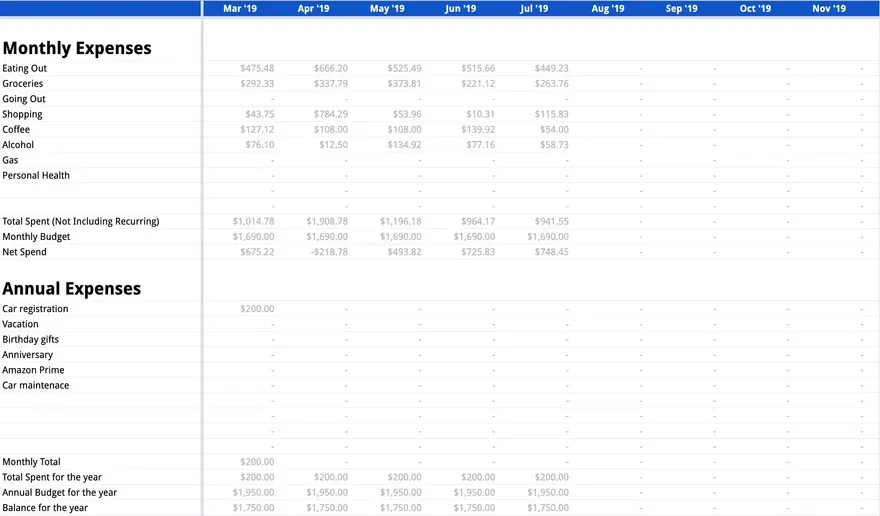 Mar '19 Apr '19 May '19 Jun '19 Jul '19 Aug '19 Sep '19 Oct '19 Nov '19
Monthly Expenses
Eating Out $475.48 $666.20 $525.49 $515.66 $449.23 - - - -
Groceries $292.33 $337.79 $373.81 $221.12 $263.76 - - - -
Going Out - - - - - - - - -
Shopping $43.75 $784.29 $53.96 $10.31 $115.83 - - - -
Coffee $127.12 $108.00 $108.00 $139.92 $54.00 - - - -
Alcohol $76.10 $12.50 $134.92 $77.16 $58.73 - - - -
Gas - - - - - - - - -
Personal Health - - - - - - - - -
- - - - - - - - -
- - - - - - - - -
Total Spent (Not Including Recurring) $1,014.78 $1,908.78 $1,196.18 $964.17 $941.55 - - - -
Monthly Budget $1,690.00 $1,690.00 $1,690.00 $1,690.00 $1,690.00 - - - -
Net Spend $675.22 -$218.78 $493.82 $725.83 $748.45 - - - -
Annual Expenses
Car registration $200.00 - - - - - - - -
Vacation - - - - - - - - -
Birthday gifts - - - - - - - - -
Anniversary - - - - - - - - -
Amazon Prime - - - - - - - - -
Car maintenace - - - - - - - - -
- - - - - - - - -
- - - - - - - - -
- - - - - - - - -
- - - - - - - - -
Monthly Total $200.00 - - - - - - - -
Total Spent for the year $200.00 $200.00 $200.00 $200.00 $200.00 - - - -
Annual Budget for the year $1,950.00 $1,950.00 $1,950.00 $1,950.00 $1,950.00 - - - -
Balance for the year $1,750.00 $1,750.00 $1,750.00 $1,750.00 $1,750.00 - - - -